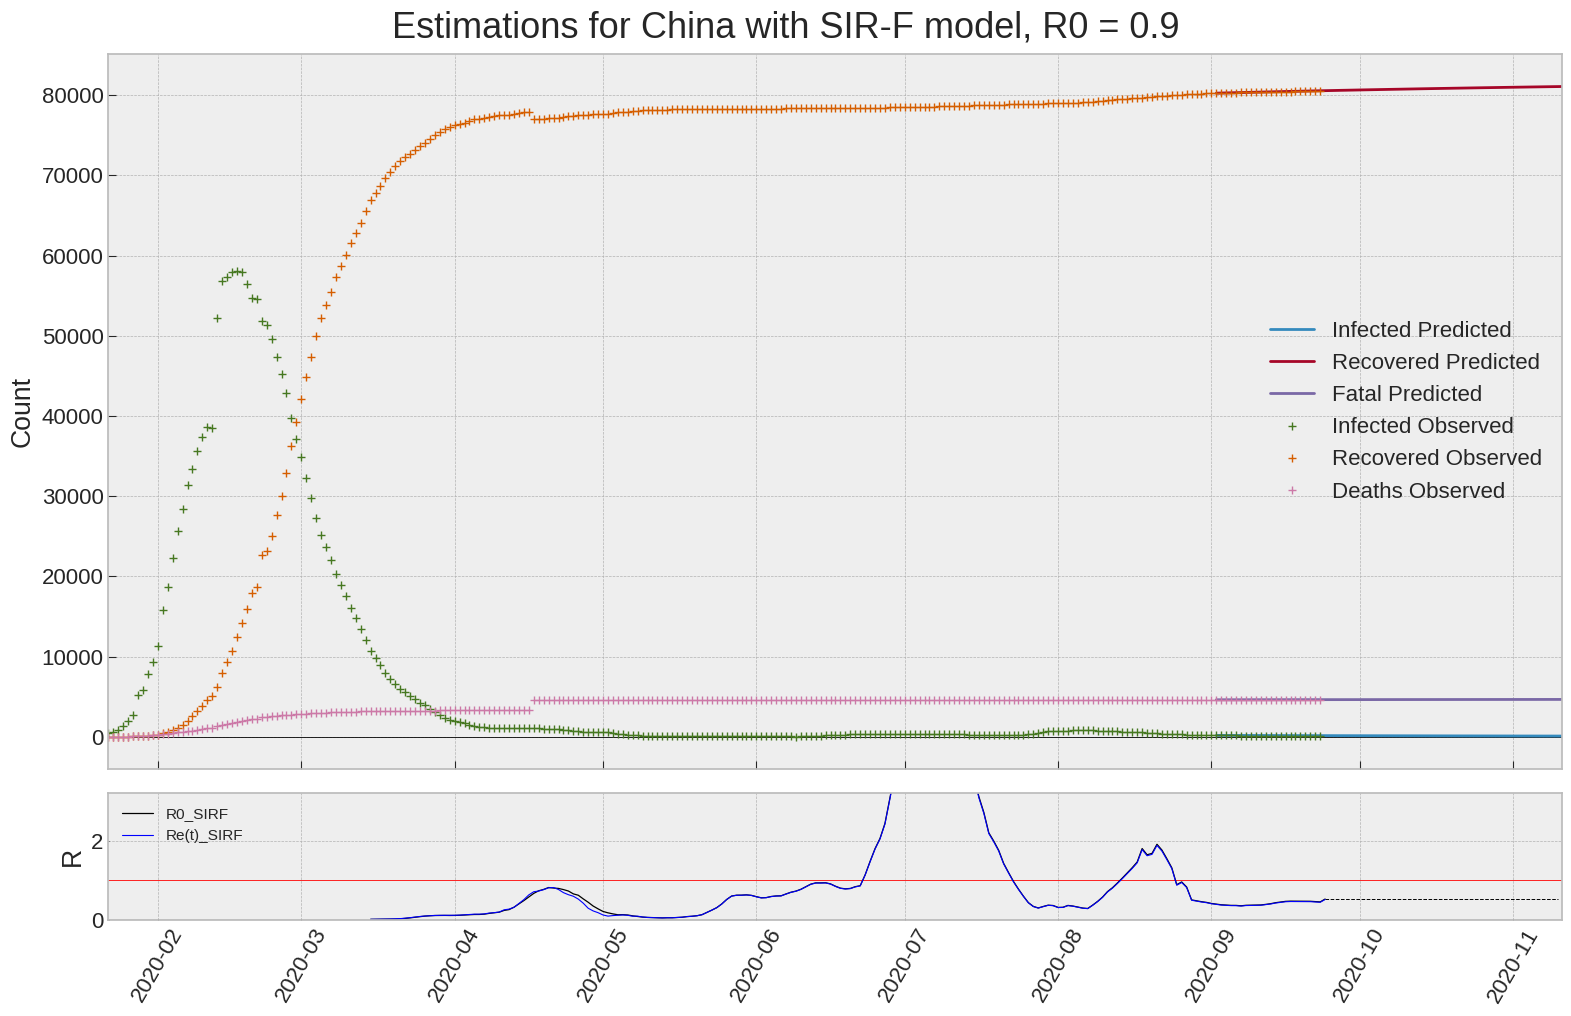 Estimations for China with SIR-F model, R0 = 0.9
Count
80000
70000
60000
50000
40000
30000
20000
10000
0
Infected Predicted
Recovered Predicted
Fatal Predicted
Infected Observed
Recovered Observed
Deaths Observed
R
2
0
R0_SIRF
Re(t)_SIRF
2020-02
2020-03
2020-04
2020-05
2020-06
2020-07
2020-08
2020-09
2020-10
2020-11